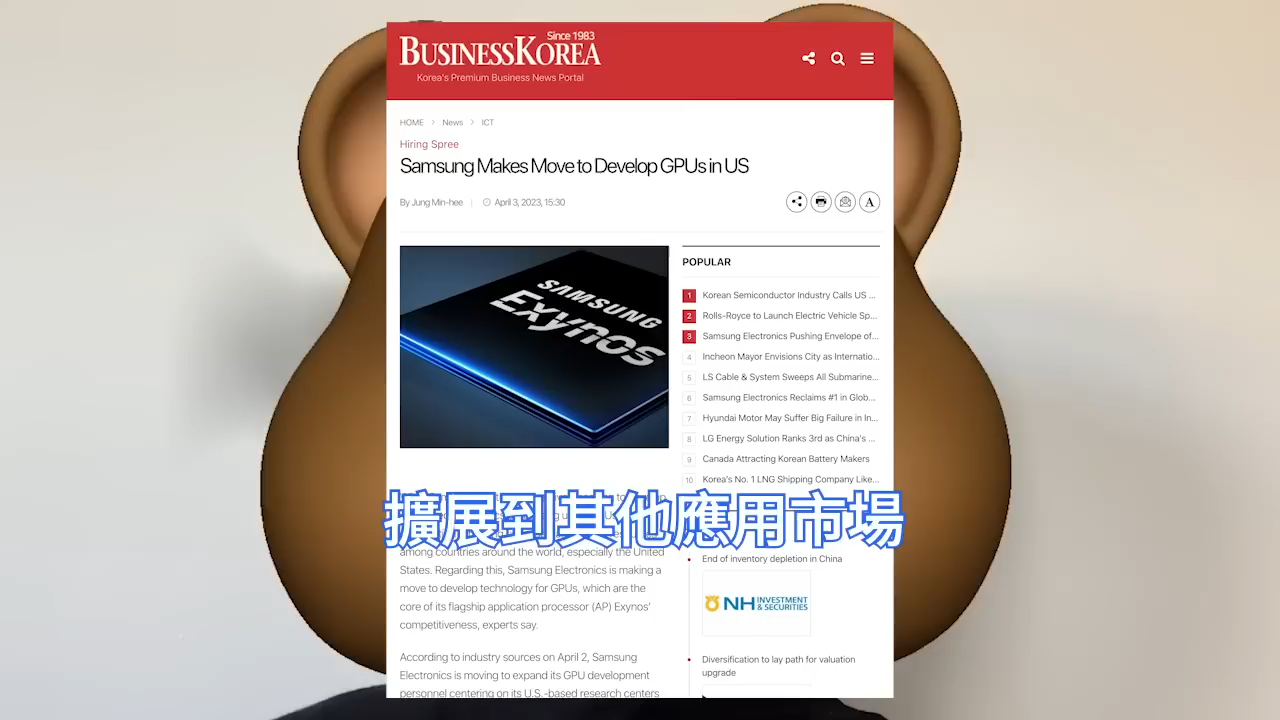 Since 1983
BUSINESSKOREA
Korea's Premium Business News Portal
HOME > News > ICT
Hiring Spree
Samsung Makes Move to Develop GPUs in US
By Jung Min-hee | April 3, 2023, 15:30
A
SAMSUNG
Exynos
POPULAR
1 Korean Semiconductor Industry Calls US ...
2 Rolls-Royce to Launch Electric Vehicle Sp...
3 Samsung Electronics Pushing Envelope of...
4 Incheon Mayor Envisions City as Internatio...
5 LS Cable & System Sweeps All Submarine...
6 Samsung Electronics Reclaims #1 in Glob...
7 Hyundai Motor May Suffer Big Failure in In...
8 LG Energy Solution Ranks 3rd as China's ...
9 Canada Attracting Korean Battery Makers
10 Korea's No. 1 LNG Shipping Company Like...
擴展到其他應用市場
among countries around the world, especially the United
States. Regarding this, Samsung Electronics is making a
move to develop technology for GPUs, which are the
core of its flagship application processor (AP) Exynos'
competitiveness, experts say.
According to industry sources on April 2, Samsung
Electronics is moving to expand its GPU development
personnel centering on its U.S.-based research centers
End of inventory depletion in China
NH INVESTMENT
& SECURITIES
Diversification to lay path for valuation
upgrade